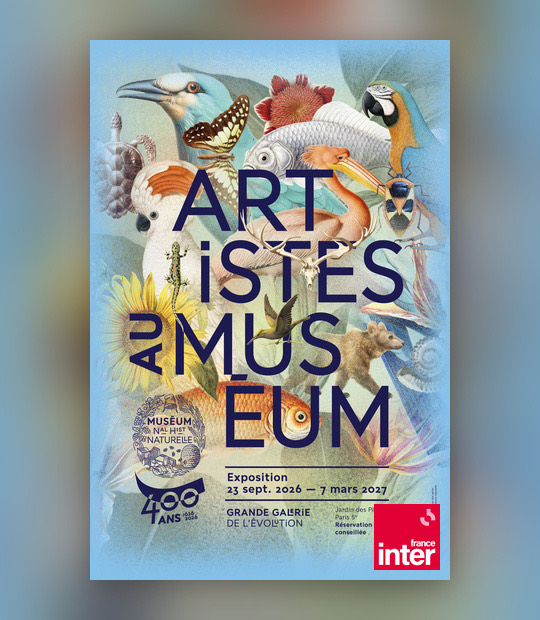 ART
iSTES
AU
MUS
ÉUM
MUSÉUM
NAL HIST
NATURELLE
400
ANS 1626
2026
Exposition
23 sept. 2026 — 7 mars 2027
GRANDE GALERIE
DE L'ÉVOLUTION
Jardin des
Paris 5e
Réservation
conseillée
france
inter